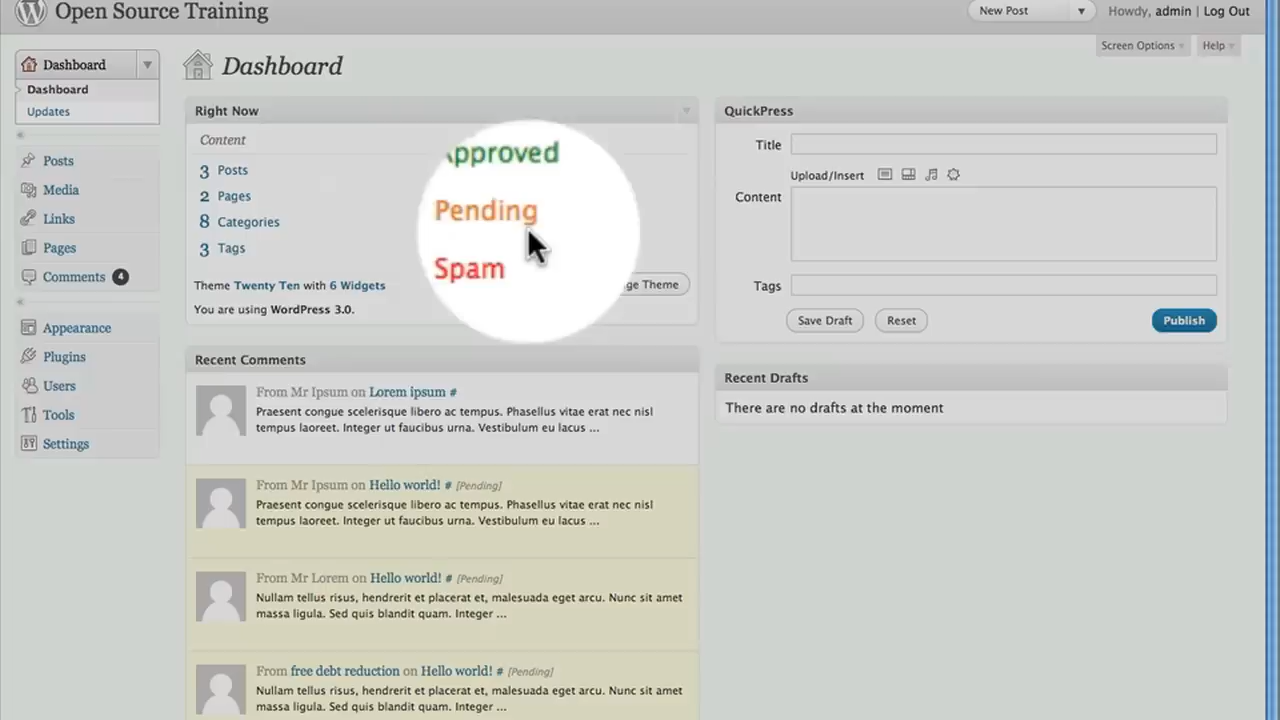 Open Source Training
New Post
Howdy, admin | Log Out
Screen Options
Help
Dashboard
Dashboard
Updates
Posts
Media
Links
Pages
Comments 4
Appearance
Plugins
Users
Tools
Settings
Dashboard
Right Now
Content
3 Posts
2 Pages
8 Categories
3 Tags
Approved
Pending
Spam
Theme Twenty Ten with 6 Widgets
Theme
You are using WordPress 3.0.
Recent Comments
From Mr Ipsum on Lorem ipsum #
Praesent congue scelerisque libero ac tempus. Phasellus vitae erat nec nisl
tempus laoreet. Integer ut faucibus urna. Vestibulum eu lacus ...
From Mr Ipsum on Hello world! # [Pending]
Praesent congue scelerisque libero ac tempus. Phasellus vitae erat nec nisl
tempus laoreet. Integer ut faucibus urna. Vestibulum eu lacus ...
From Mr Lorem on Hello world! # [Pending]
Nullam tellus risus, hendrerit et placerat et, malesuada eget arcu. Nunc sit amet
massa ligula. Sed quis blandit quam. Integer ...
From free debt reduction on Hello world! # [Pending]
Nullam tellus risus, hendrerit et placerat et, malesuada eget arcu. Nunc sit amet
massa ligula. Sed quis blandit quam. Integer ...
QuickPress
Title
Upload/Insert
Content
Tags
Save Draft
Reset
Publish
Recent Drafts
There are no drafts at the moment